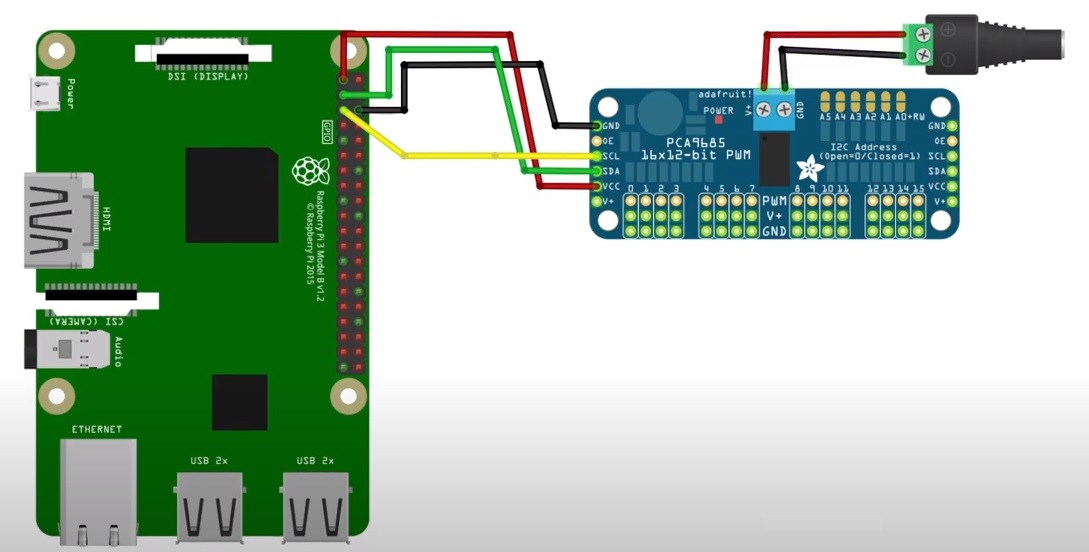 DSI (DISPLAY)
Power
GPIO
HDMI
Raspberry Pi 3 Model B v1.2
© Raspberry Pi 2015
CSI (CAMERA)
Audio
ETHERNET
USB 2x
USB 2x
adafruit!
V+
GND
POWER
A5 A4 A3 A2 A1 A0+RW
PCA9685
16x12-bit PWM
I2C Address
(Open=0/Closed=1)
GND
OE
SCL
SDA
VCC
V+
GND
OE
SCL
SDA
VCC
V+
0 1 2 3 4 5 6 7 8 9 10 11 12 13 14 15
PWM
V+
GND